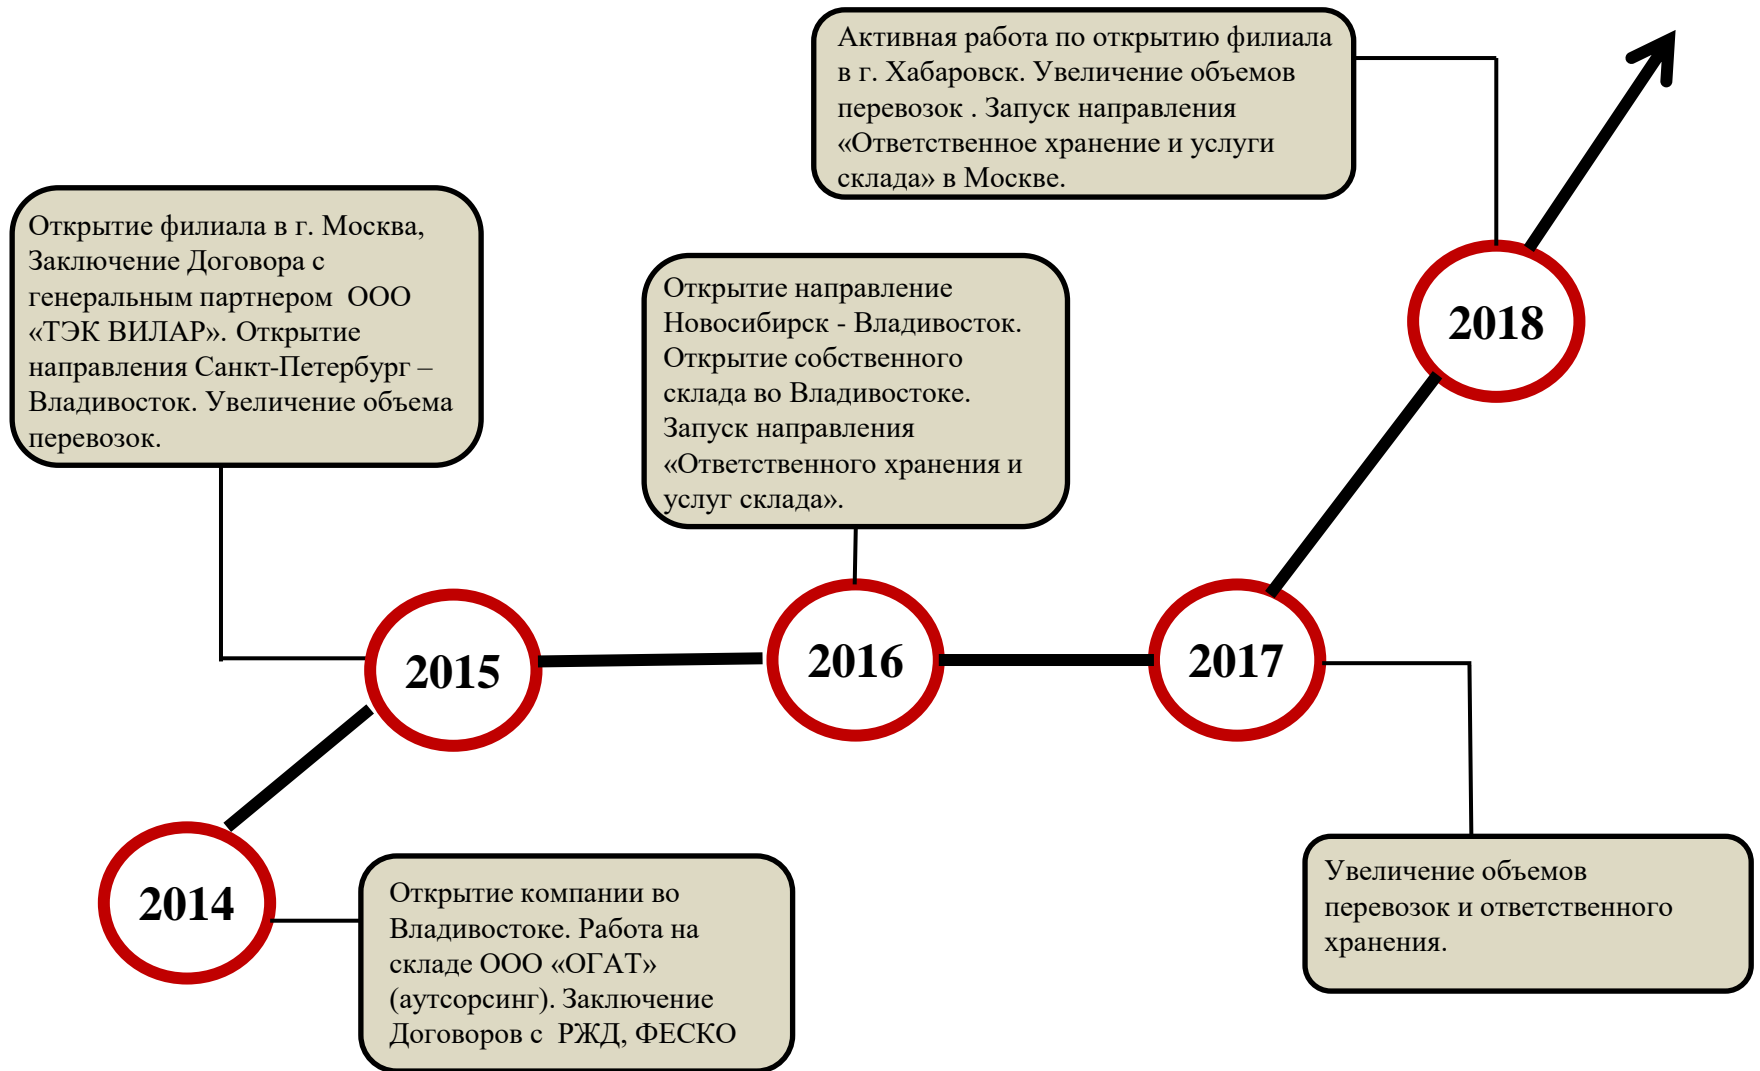 Активная работа по открытию филиала
в г. Хабаровск. Увеличение объемов
перевозок . Запуск направления
«Ответственное хранение и услуги
склада» в Москве.
Открытие филиала в г. Москва,
Заключение Договора с
генеральным партнером ООО
«ТЭК ВИЛАР». Открытие
направления Санкт-Петербург –
Владивосток. Увеличение объема
перевозок.
Открытие направление
Новосибирск - Владивосток.
Открытие собственного
склада во Владивостоке.
Запуск направления
«Ответственного хранения и
услуг склада».
2018
2015
2016
2017
2014
Открытие компании во
Владивостоке. Работа на
складе ООО «ОГАТ»
(аутсорсинг). Заключение
Договоров с РЖД, ФЕСКО
Увеличение объемов
перевозок и ответственного
хранения.